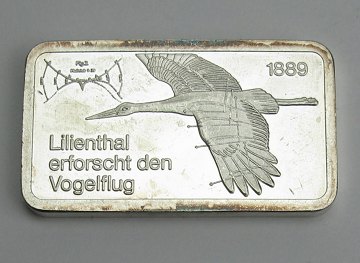 1889
Lilienthal
erforscht den
Vogelflug